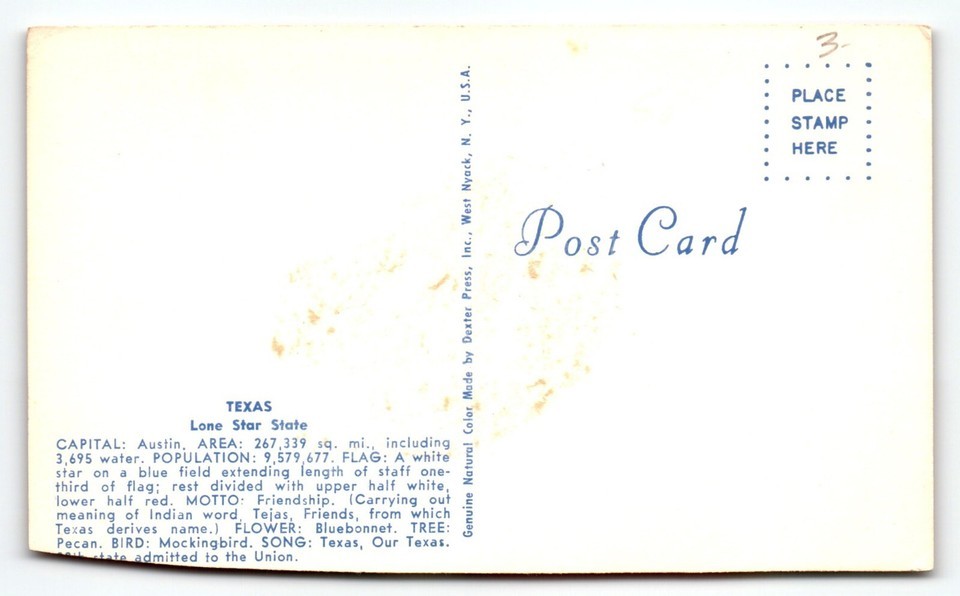 3-
PLACE
STAMP
HERE
Post Card
Genuine Natural Color Made by Dexter Press, Inc., West Nyack, N. Y., U.S.A.
TEXAS
Lone Star State
CAPITAL: Austin, AREA: 267,339 sq. mi., including
3,695 water. POPULATION: 9,579,677. FLAG: A white
star on a blue field extending length of staff one-
third of flag; rest divided with upper half white,
lower half red. MOTTO: Friendship. (Carrying out
meaning of Indian word, Tejas, Friends, from which
Texas derives name.) FLOWER: Bluebonnet. TREE:
Pecan. BIRD: Mockingbird. SONG: Texas, Our Texas.
state admitted to the Union.